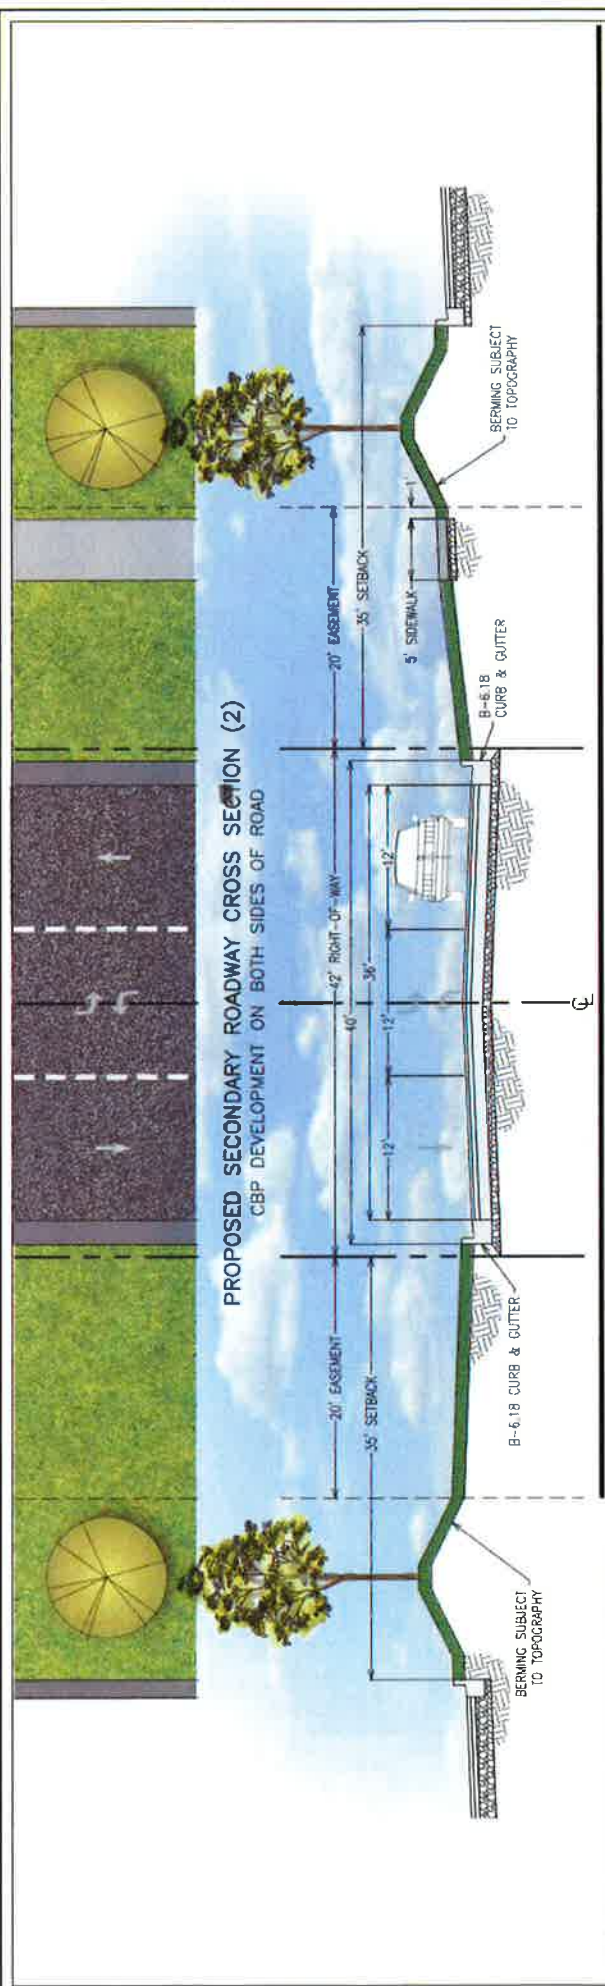 PROPOSED SECONDARY ROADWAY CROSS SECTION (2)
CBP DEVELOPMENT ON BOTH SIDES OF ROAD
20' EASEMENT
42' RIGHT-OF-WAY
20' EASEMENT
40'
35' SETBACK
36'
35' SETBACK
12'
12'
12'
5' SIDEWALK
1'
B-6.18 CURB & GUTTER
B-6.18
CURB & GUTTER
BERMING SUBJECT
TO TOPOGRAPHY
BERMING SUBJECT
TO TOPOGRAPHY